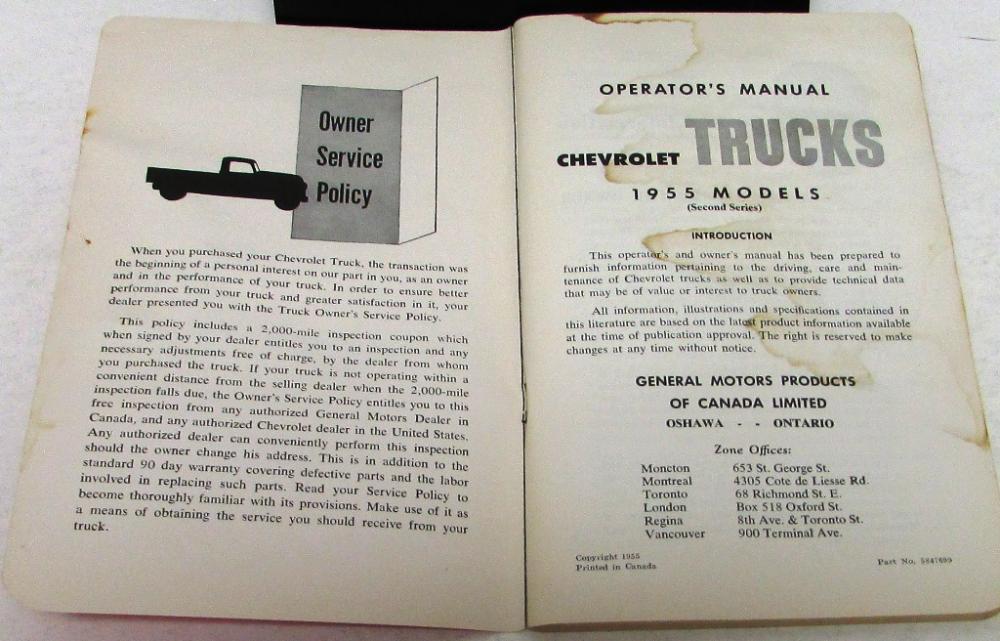 Owner
Service
Policy
When you purchased your Chevrolet Truck, the transaction was
the beginning of a personal interest on our part in you, as an owner
and in the performance of your truck. In order to ensure better
performance from your truck and greater satisfaction in it, your
dealer presented you with the Truck Owner's Service Policy.
This policy includes a 2,000-mile inspection coupon which
when signed by your dealer entitles you to an inspection and any
necessary adjustments free of charge, by the dealer from whom
you purchased the truck. If your truck is not operating within a
convenient distance from the selling dealer when the 2,000-mile
inspection falls due, the Owner's Service Policy entitles you to this
free inspection from any authorized General Motors Dealer in
Canada, and any authorized Chevrolet dealer in the United States.
Any authorized dealer can conveniently perform this inspection
should the owner change his address. This is in addition to the
standard 90 day warranty covering defective parts and the labor
involved in replacing such parts. Read your Service Policy to
become thoroughly familiar with its provisions. Make use of it as
a means of obtaining the service you should receive from your
truck.
OPERATOR'S MANUAL
CHEVROLET TRUCKS
1955 MODELS
(Second Series)
INTRODUCTION
This operator's and owner's manual has been prepared to
furnish information pertaining to the driving, care and main-
tenance of Chevrolet trucks as well as to provide technical data
that may be of value or interest to truck owners.
All information, illustrations and specifications contained in
this literature are based on the latest product information available
at the time of publication approval. The right is reserved to make
changes at any time without notice.
GENERAL MOTORS PRODUCTS
OF CANADA LIMITED
OSHAWA - - ONTARIO
Zone Offices:
Moncton 653 St. George St.
Montreal 4305 Cote de Liesse Rd.
Toronto 68 Richmond St. E.
London Box 518 Oxford St.
Regina 8th Ave. & Toronto St.
Vancouver 900 Terminal Ave.
Copyright 1955
Printed in Canada
Part No. 5847699